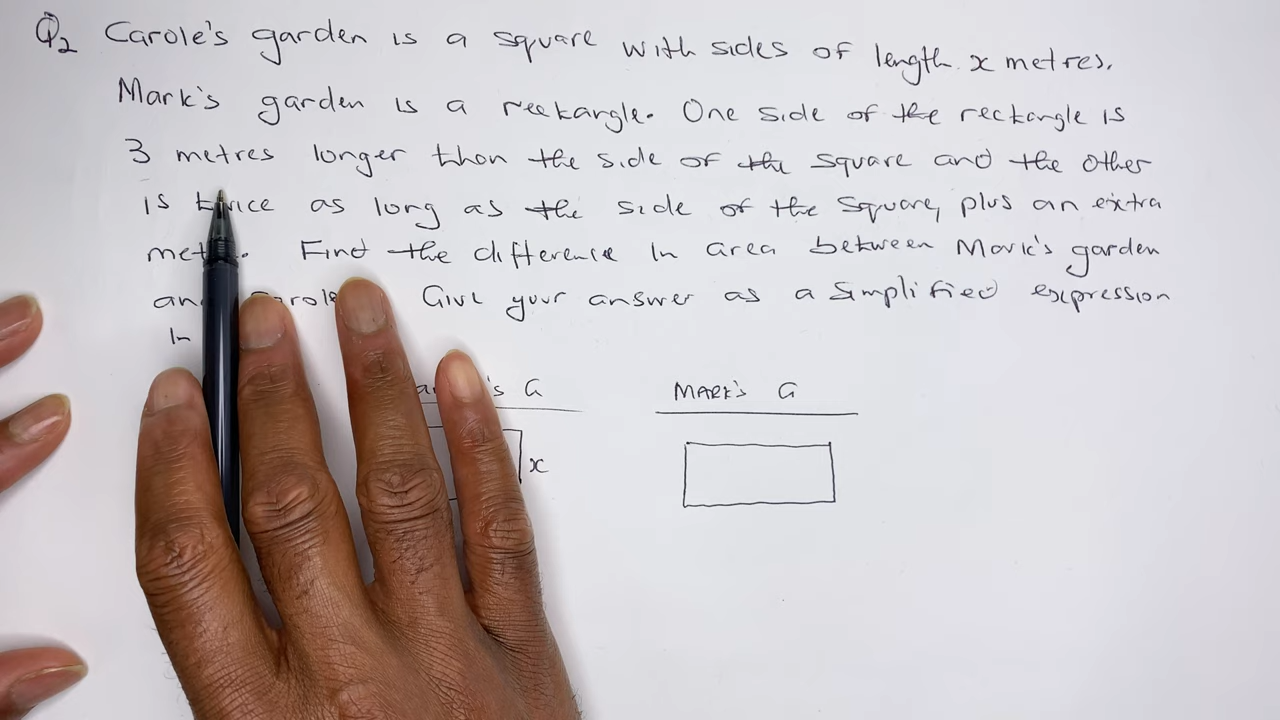 Q2 Carole's garden is a square with sides of length x metres.
Mark's garden is a rectangle. One side of the rectangle is
3 metres longer than the side of the square and the other
is twice as long as the side of the square, plus an extra
Find the difference in area between Mark's garden
Give your answer as a simplified expression
In
MARK'S G
's G
x